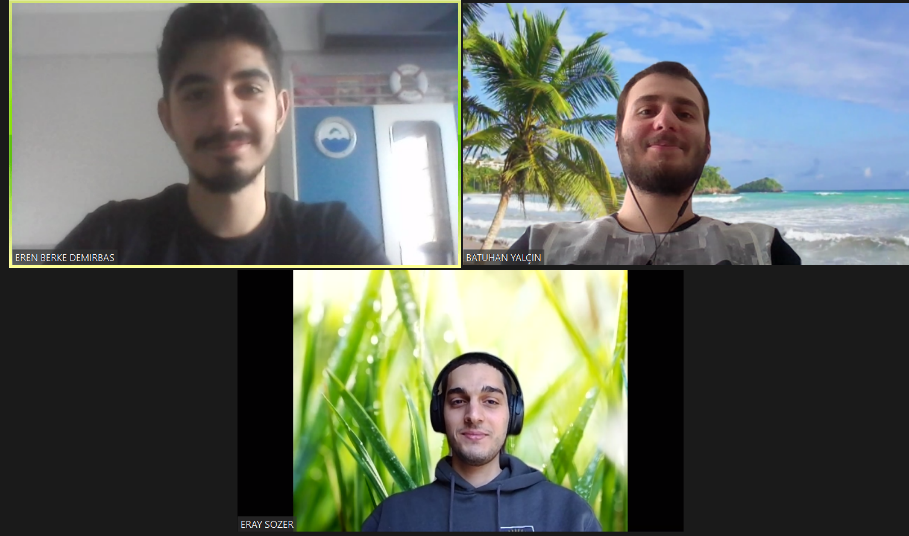 EREN BERKE DEMIRBAS
BATUHAN YALÇIN
ERAY SOZER